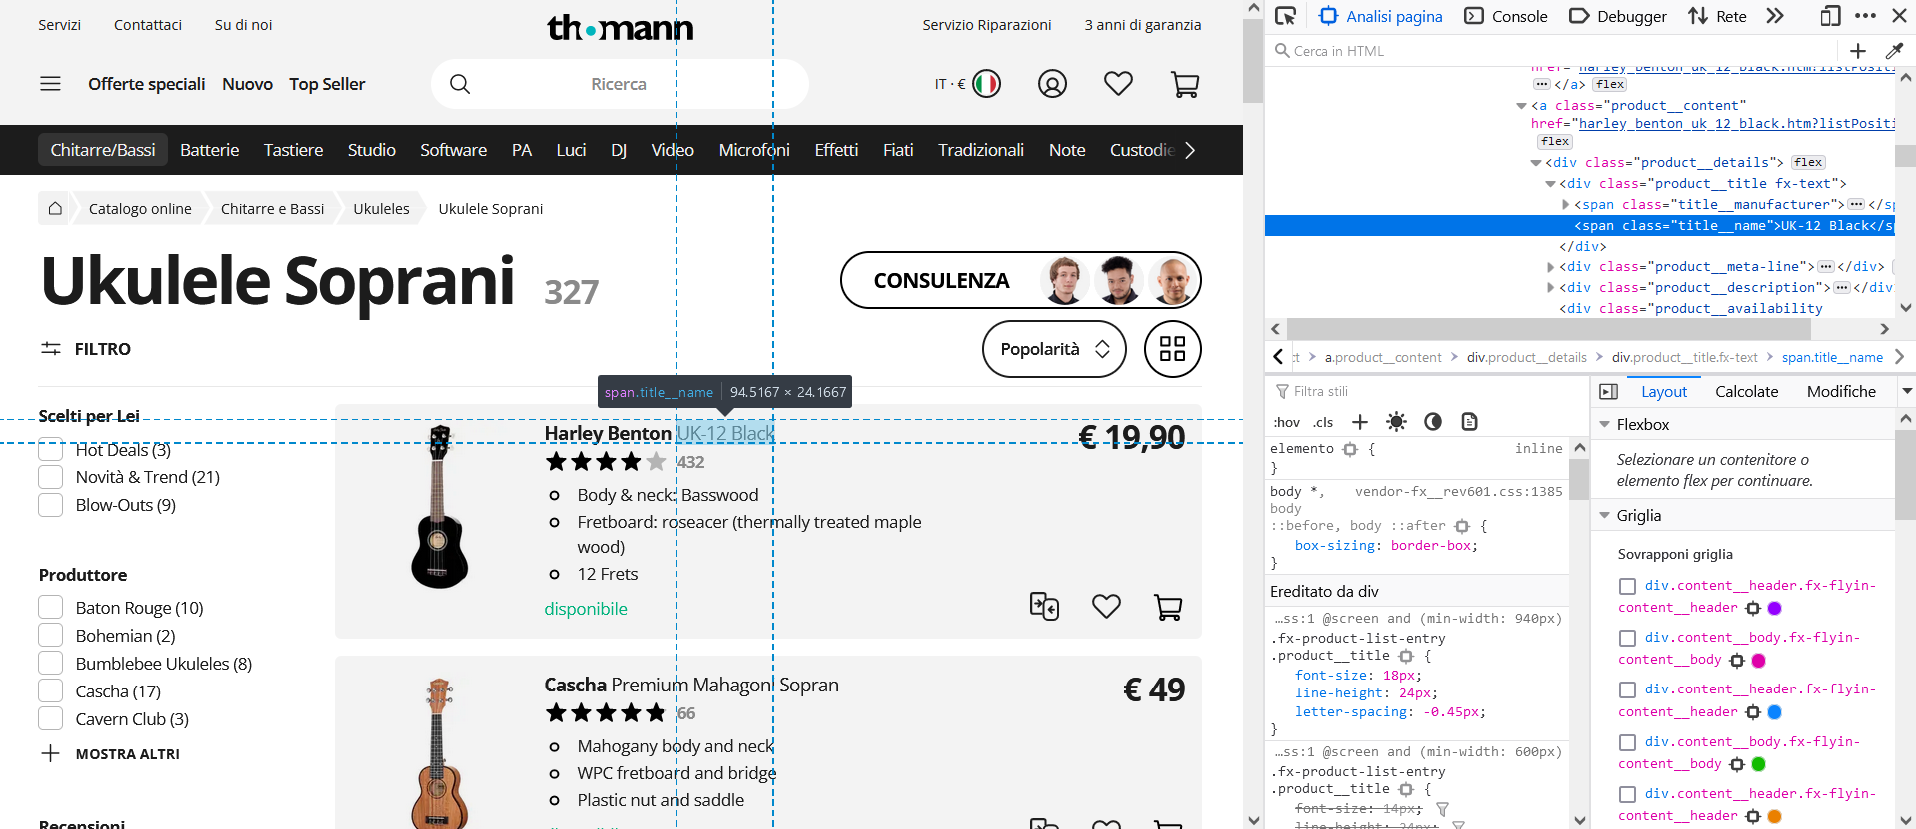 Servizi Contattaci Su di noi
thomann
Servizio Riparazioni 3 anni di garanzia
Offerte speciali Nuovo Top Seller
Ricerca
IT · €
Chitarre/Bassi Batterie Tastiere Studio Software PA Luci DJ Video Microfoni Effetti Fiati Tradizionali Note Custodie
Catalogo online Chitarre e Bassi Ukuleles Ukulele Soprani
Ukulele Soprani 327
CONSULENZA
FILTRO
Popolarità
span.title__name 94.5167 × 24.1667
Scelti per Lei
Hot Deals (3)
Novità & Trend (21)
Blow-Outs (9)
Produttore
Baton Rouge (10)
Bohemian (2)
Bumblebee Ukuleles (8)
Cascha (17)
Cavern Club (3)
MOSTRA ALTRI
Recensioni
Harley Benton UK-12 Black
€ 19,90
432
Body & neck: Basswood
Fretboard: roseacer (thermally treated maple
wood)
12 Frets
disponibile
Cascha Premium Mahagoni Sopran
€ 49
66
Mahogany body and neck
WPC fretboard and bridge
Plastic nut and saddle
Analisi pagina Console Debugger Rete
Cerca in HTML
href="harley_benton_uk_12_black.htm?listPositi
</a> flex
<a class="product__content"
href="harley_benton_uk_12_black.htm?listPositi
flex
<div class="product__details"> flex
<div class="product__title fx-text">
<span class="title__manufacturer"> </sp
<span class="title__name">UK-12 Black</sp
</div>
<div class="product__meta-line"> </div>
<div class="product__description"> </div
<div class="product__availability
ct a.product__content div.product__details div.product__title.fx-text span.title__name
Filtra stili
:hov .cls
elemento { inline
}
body *, vendor-fx__rev601.css:1385
body
::before, body ::after {
box-sizing: border-box;
}
Ereditato da div
…ss:1 @screen and (min-width: 940px)
.fx-product-list-entry
.product__title {
font-size: 18px;
line-height: 24px;
letter-spacing: -0.45px;
}
…ss:1 @screen and (min-width: 600px)
.fx-product-list-entry
.product__title {
font-size: 14px;
line-height: 24px;
Layout Calcolate Modifiche
Flexbox
Selezionare un contenitore o
elemento flex per continuare.
Griglia
Sovrapponi griglia
div.content__header.fx-flyin-
content__header
div.content__body.fx-flyin-
content__body
div.content__header.fx-flyin-
content__header
div.content__body.fx-flyin-
content__body
div.content__header.fx-flyin-
content__header